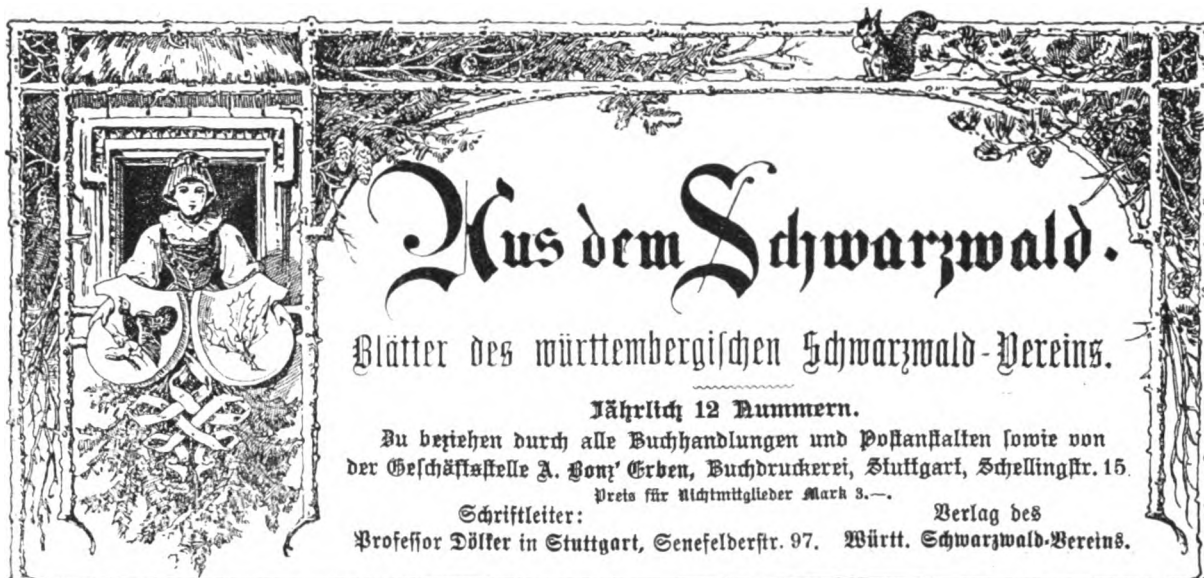 Aus dem Schwarzwald.
Blätter des württembergischen Schwarzwald-Vereins.
Jährlich 12 Nummern.
Zu beziehen durch alle Buchhandlungen und Postanstalten sowie von
der Geschäftsstelle A. Bonz' Erben, Buchdruckerei, Stuttgart, Schellingstr. 15.
Preis für Nichtmitglieder Mark 3.—.
Schriftleiter:
Professor Dölker in Stuttgart, Senefelderstr. 97.
Verlag des
Württ. Schwarzwald-Vereins.